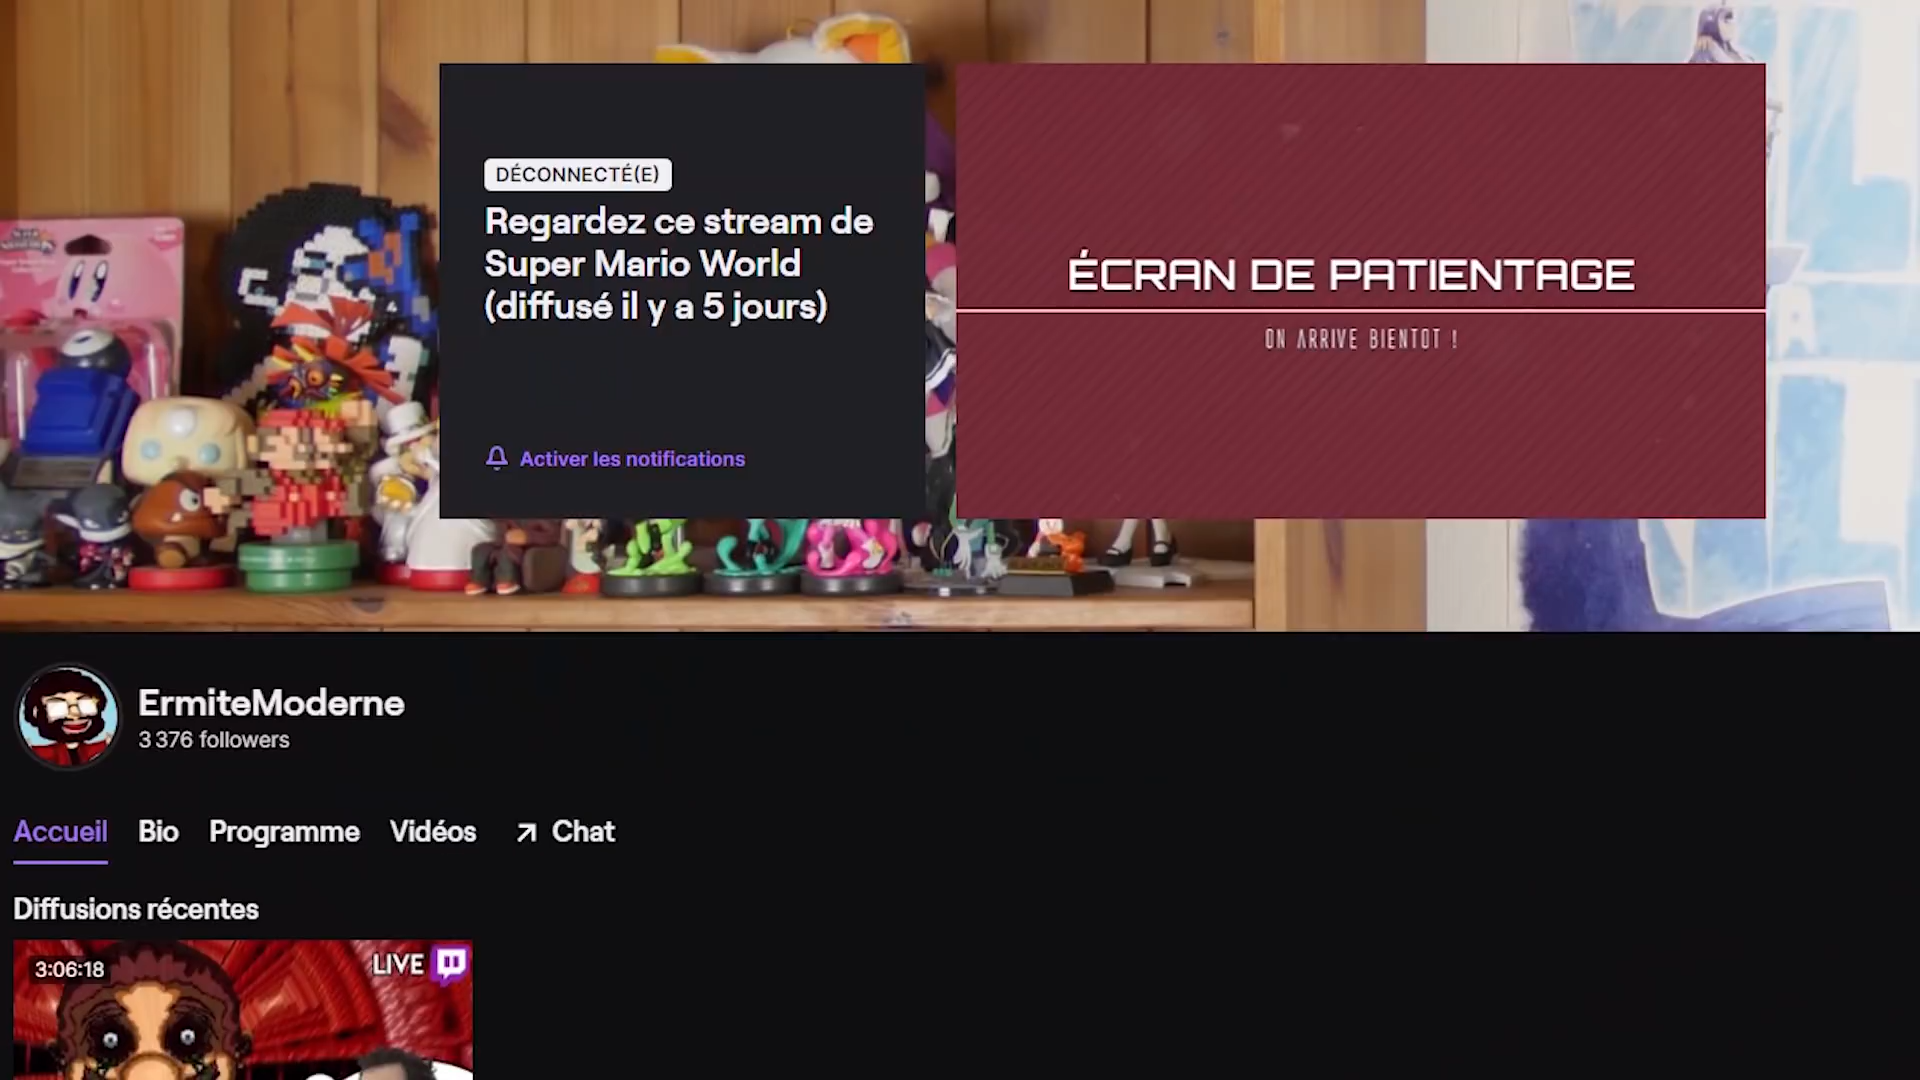 DÉCONNECTÉ(E)
Regardez ce stream de
Super Mario World
(diffusé il y a 5 jours)
Activer les notifications
ÉCRAN DE PATIENTAGE
ON ARRIVE BIENTOT !
ErmiteModerne
3 376 followers
Accueil
Bio
Programme
Vidéos
Chat
Diffusions récentes
3:06:18
LIVE